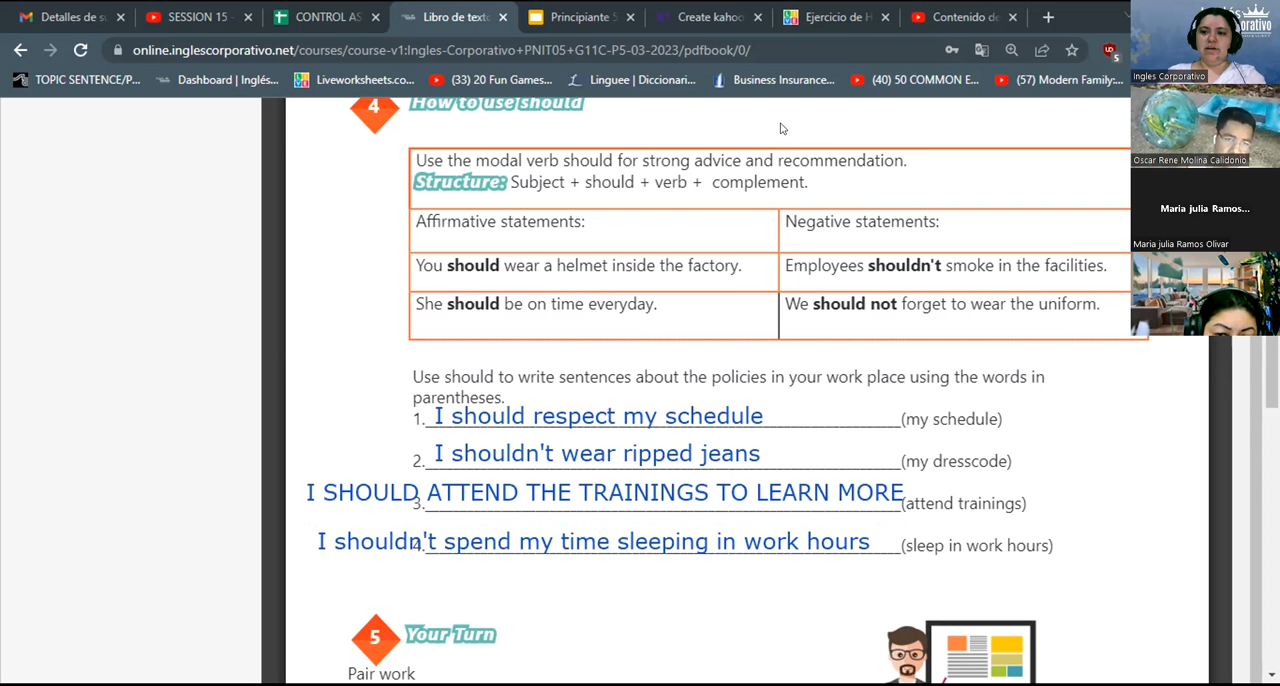 Detalles de su
SESSION 15 -
CONTROL AS
Libro de texto
Principiante 5
Create kahoo
Ejercicio de H
Contenido de
online.inglescorporativo.net/courses/course-v1:Ingles-Corporativo+PNIT05+G11C-P5-03-2023/pdfbook/0/
TOPIC SENTENCE/P...
Dashboard | Inglés...
Liveworksheets.co...
(33) 20 Fun Games...
Linguee | Diccionari...
Business Insurance...
(40) 50 COMMON E...
(57) Modern Family:...
Ingles Corporativo
Oscar Rene Molina Calidonio
Maria julia Ramos...
Maria julia Ramos Olivar
4 How to use should
Use the modal verb should for strong advice and recommendation.
Structure: Subject + should + verb + complement.
Affirmative statements:
Negative statements:
You should wear a helmet inside the factory.
Employees shouldn't smoke in the facilities.
She should be on time everyday.
We should not forget to wear the uniform.
Use should to write sentences about the policies in your work place using the words in
parentheses.
1. I should respect my schedule (my schedule)
2. I shouldn't wear ripped jeans (my dresscode)
3. I SHOULD ATTEND THE TRAININGS TO LEARN MORE (attend trainings)
4. I shouldn't spend my time sleeping in work hours (sleep in work hours)
5 Your Turn
Pair work